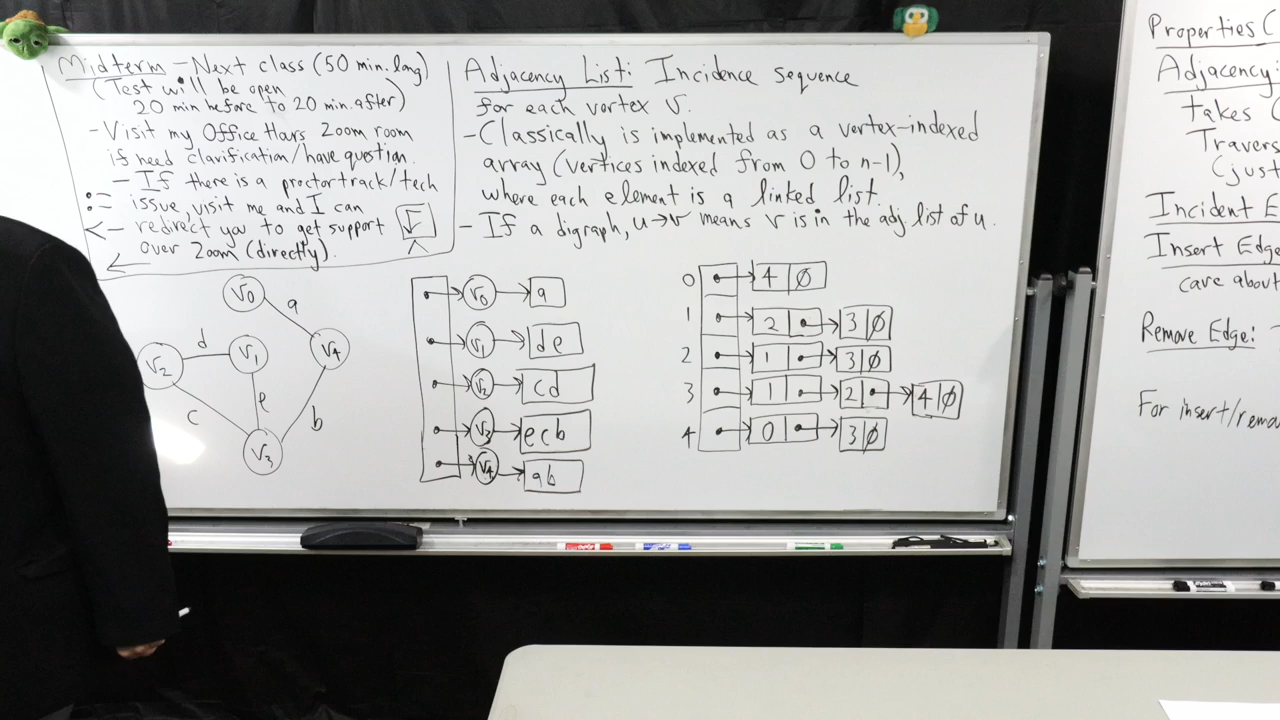 Midterm - Next class (50 min. long)
(Test will be open
20 min before to 20 min. after)
- Visit my Office Hours Zoom room
if need clarification/have question.
- If there is a proctortrack/tech
issue, visit me and I can
redirect you to get support
over Zoom (directly).
Adjacency List: Incidence sequence
for each vertex v.
- Classically is implemented as a vertex-indexed
array (vertices indexed from 0 to n-1),
where each element is a linked list.
- If a digraph, u→v means v is in the adj. list of u.
v0
a
d
v2
v1
v4
e
c
b
v3
v0 a
v1 de
v2 cd
v3 ecb
v4 ab
0 4 ∅
1 2 3 ∅
2 1 3 ∅
3 1 2 4 ∅
4 0 3 ∅
Properties (
Adjacency:
takes
Travers
(just
Incident E
Insert Edge
care about
Remove Edge:
For insert/remo